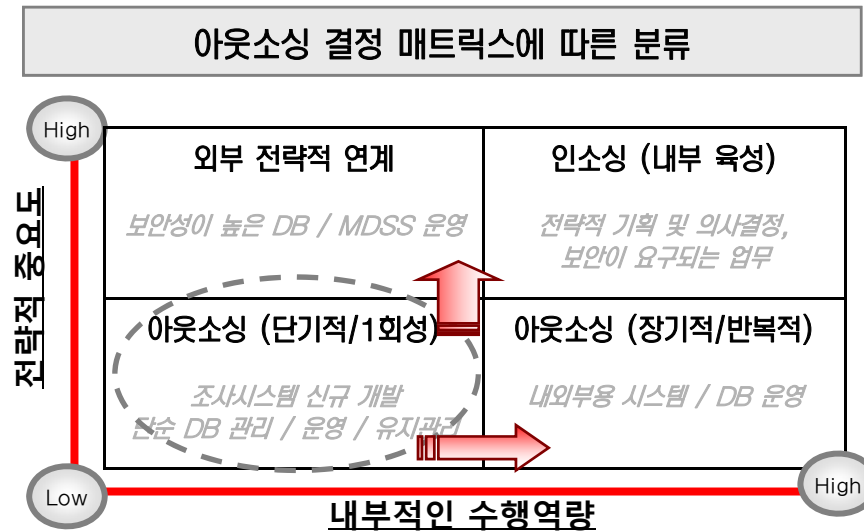 아웃소싱 결정 매트릭스에 따른 분류
High
외부 전략적 연계
인소싱 (내부 육성)
보안성이 높은 DB / MDSS 운영
전략적 기획 및 의사결정,
보안이 요구되는 업무
전략적 중요도
아웃소싱 (단기적/1회성)
아웃소싱 (장기적/반복적)
조사시스템 신규 개발
단순 DB 관리 / 운영 / 유지관리
내외부용 시스템 / DB 운영
Low
High
내부적인 수행역량